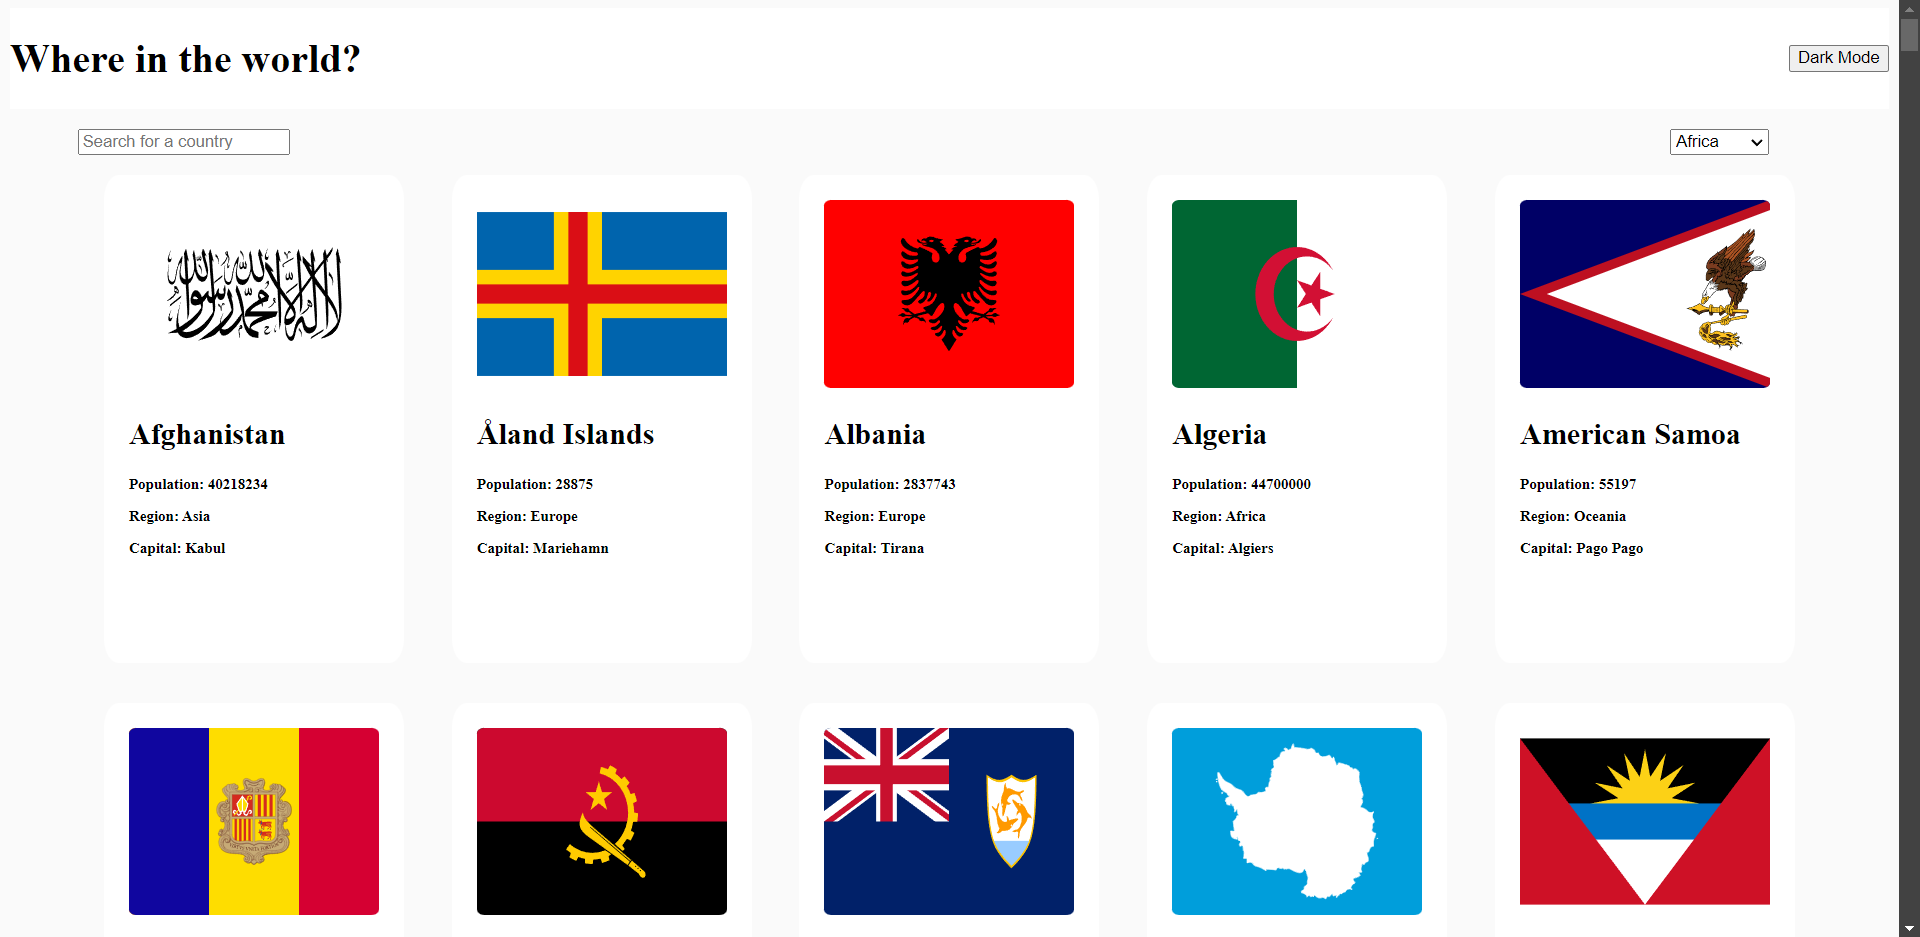 Where in the world?
Dark Mode
Search for a country
Africa
لا إله إلا الله محمد رسول الله
Afghanistan
Population: 40218234
Region: Asia
Capital: Kabul
Åland Islands
Population: 28875
Region: Europe
Capital: Mariehamn
Albania
Population: 2837743
Region: Europe
Capital: Tirana
Algeria
Population: 44700000
Region: Africa
Capital: Algiers
American Samoa
Population: 55197
Region: Oceania
Capital: Pago Pago